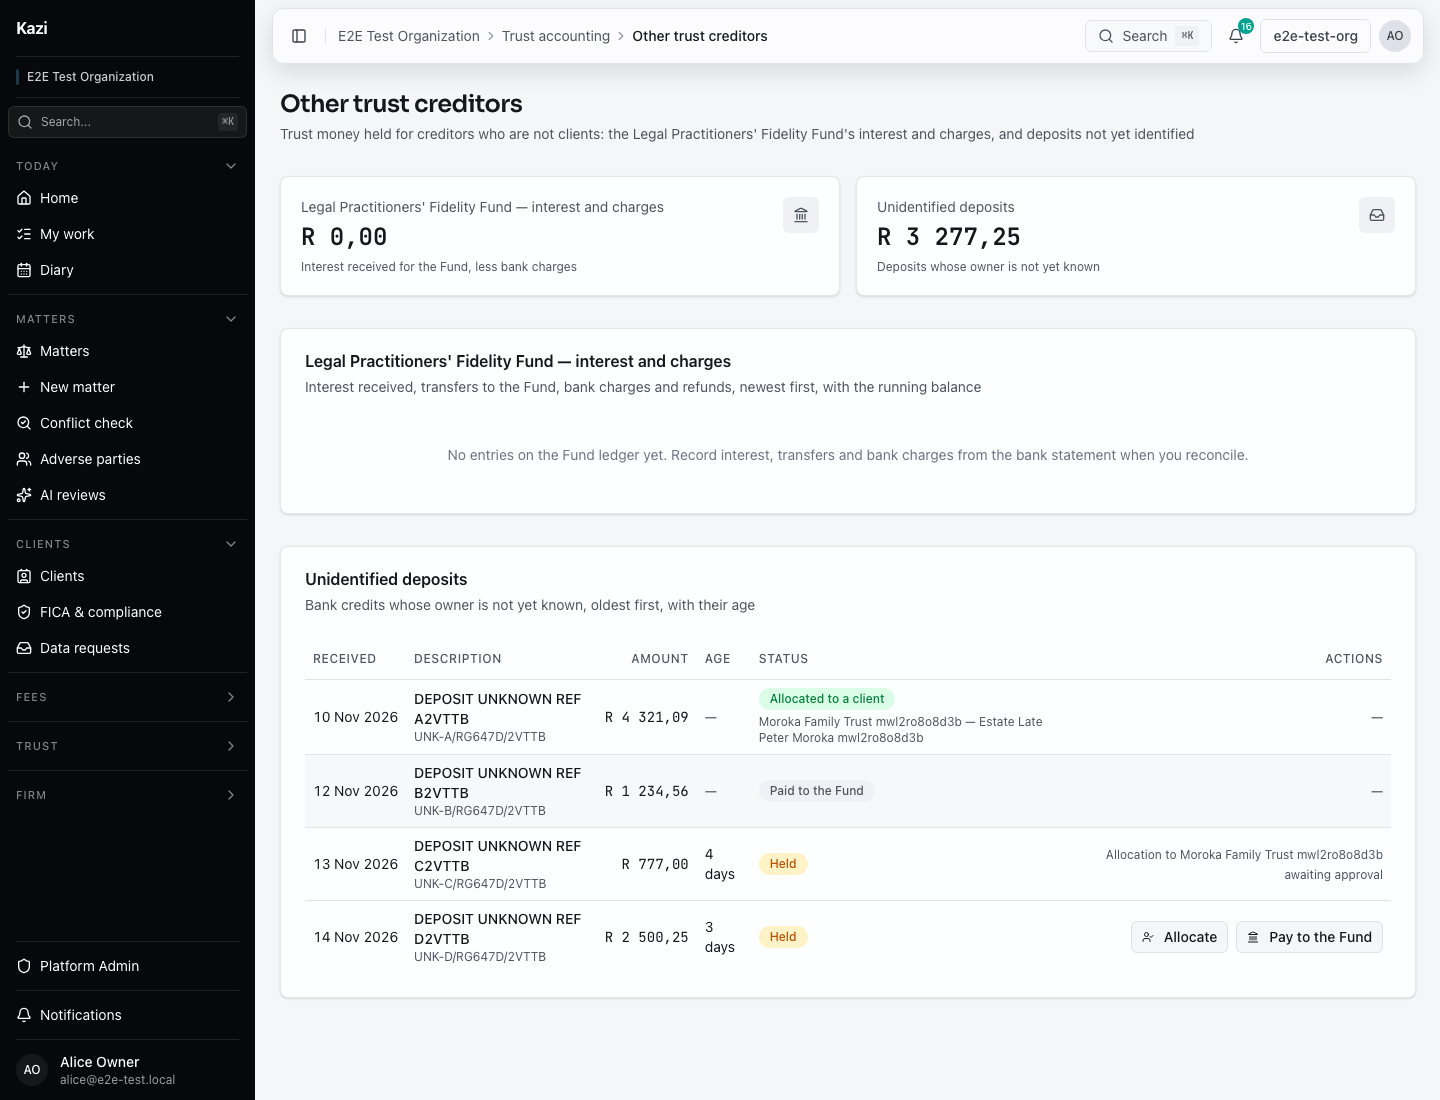 Kazi
E2E Test Organization
Search... ⌘K
TODAY
Home
My work
Diary
MATTERS
Matters
New matter
Conflict check
Adverse parties
AI reviews
CLIENTS
Clients
FICA & compliance
Data requests
FEES
TRUST
FIRM
Platform Admin
Notifications
AO
Alice Owner
alice@e2e-test.local
E2E Test Organization > Trust accounting > Other trust creditors
Search ⌘K
16
e2e-test-org
AO
Other trust creditors
Trust money held for creditors who are not clients: the Legal Practitioners' Fidelity Fund's interest and charges, and deposits not yet identified
Legal Practitioners' Fidelity Fund — interest and charges
R 0,00
Interest received for the Fund, less bank charges
Unidentified deposits
R 3 277,25
Deposits whose owner is not yet known
Legal Practitioners' Fidelity Fund — interest and charges
Interest received, transfers to the Fund, bank charges and refunds, newest first, with the running balance
No entries on the Fund ledger yet. Record interest, transfers and bank charges from the bank statement when you reconcile.
Unidentified deposits
Bank credits whose owner is not yet known, oldest first, with their age
RECEIVED DESCRIPTION AMOUNT AGE STATUS ACTIONS
10 Nov 2026
DEPOSIT UNKNOWN REF
A2VTTB
UNK-A/RG647D/2VTTB
R 4 321,09
—
Allocated to a client
Moroka Family Trust mwl2ro8o8d3b — Estate Late
Peter Moroka mwl2ro8o8d3b
—
12 Nov 2026
DEPOSIT UNKNOWN REF
B2VTTB
UNK-B/RG647D/2VTTB
R 1 234,56
—
Paid to the Fund
—
13 Nov 2026
DEPOSIT UNKNOWN REF
C2VTTB
UNK-C/RG647D/2VTTB
R 777,00
4
days
Held
Allocation to Moroka Family Trust mwl2ro8o8d3b
awaiting approval
14 Nov 2026
DEPOSIT UNKNOWN REF
D2VTTB
UNK-D/RG647D/2VTTB
R 2 500,25
3
days
Held
Allocate
Pay to the Fund